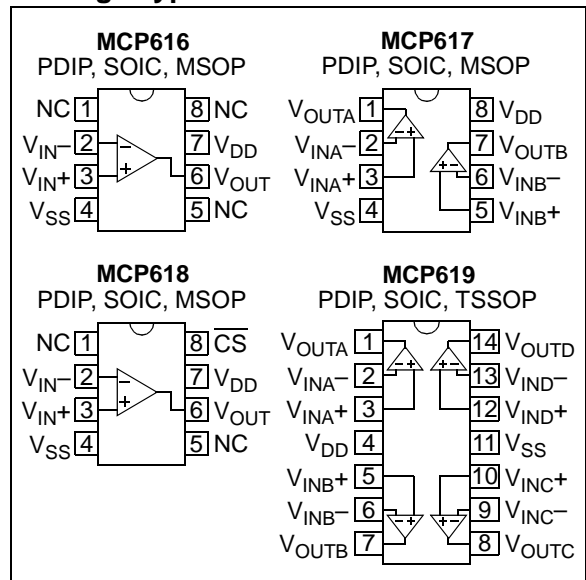 MCP616
PDIP, SOIC, MSOP
NC 1 8 NC
VIN– 2 7 VDD
VIN+ 3 6 VOUT
VSS 4 5 NC
– +
MCP617
PDIP, SOIC, MSOP
VOUTA 1 8 VDD
VINA– 2 7 VOUTB
VINA+ 3 6 VINB–
VSS 4 5 VINB+
– +
– +
MCP618
PDIP, SOIC, MSOP
NC 1 8 CS
VIN– 2 7 VDD
VIN+ 3 6 VOUT
VSS 4 5 NC
– +
MCP619
PDIP, SOIC, TSSOP
VOUTA 1 14 VOUTD
VINA– 2 13 VIND–
VINA+ 3 12 VIND+
VDD 4 11 VSS
VINB+ 5 10 VINC+
VINB– 6 9 VINC–
VOUTB 7 8 VOUTC
– + – +
– + – +